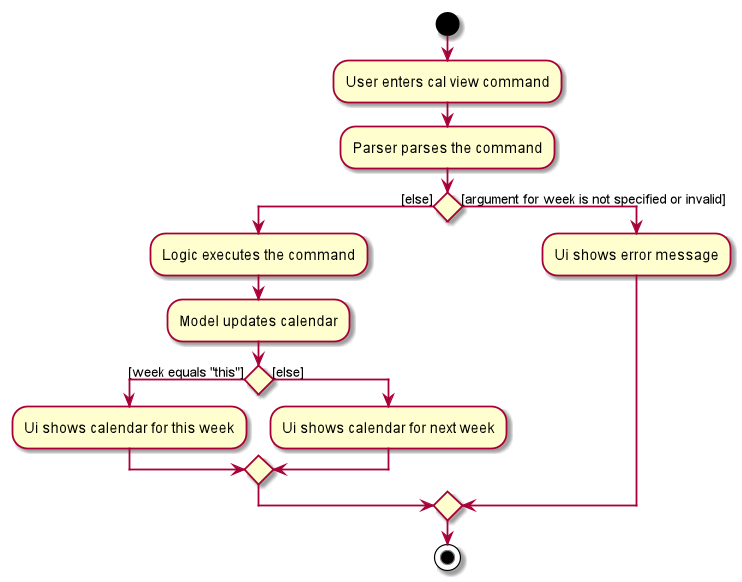 User enters cal view command
Parser parses the command
[else]
[argument for week is not specified or invalid]
Logic executes the command
Ui shows error message
Model updates calendar
[week equals "this"]
[else]
Ui shows calendar for this week
Ui shows calendar for next week